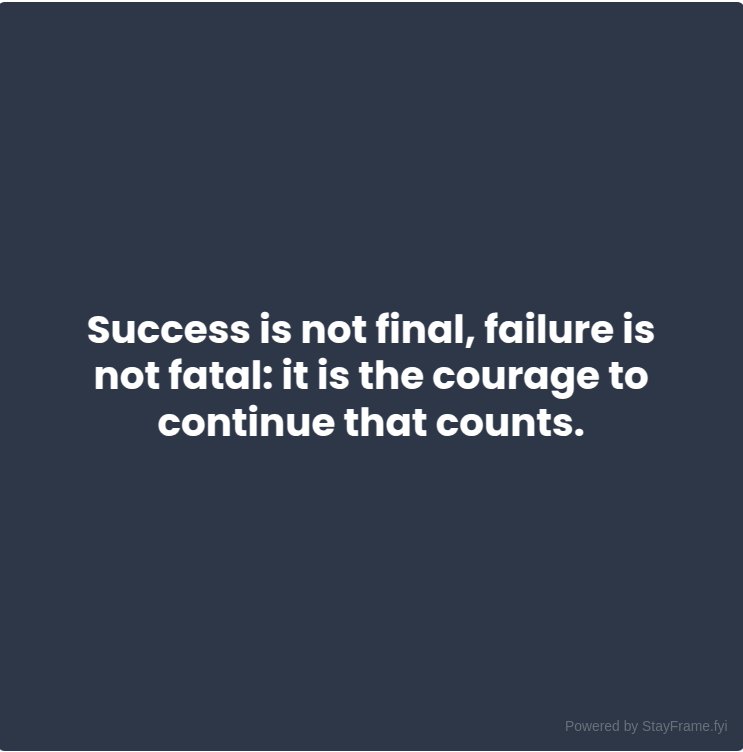 Success is not final, failure is
not fatal: it is the courage to
continue that counts.
Powered by StayFrame.fyi